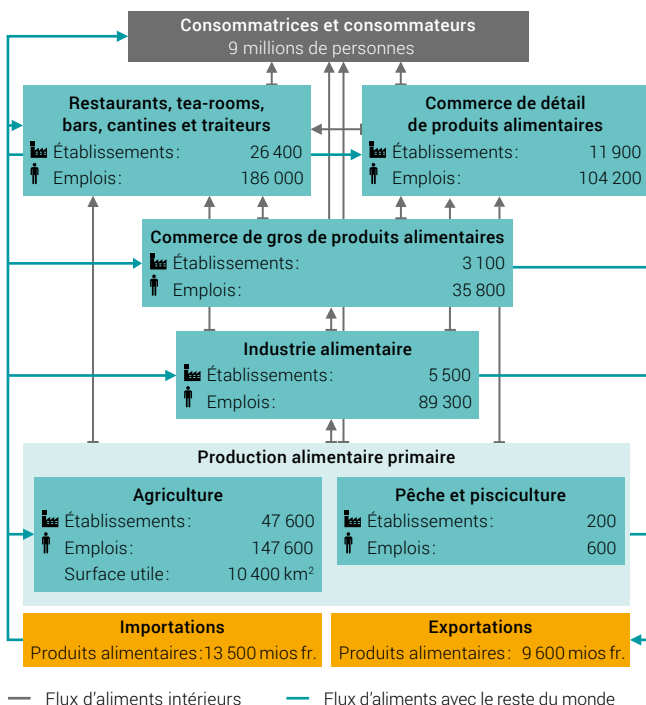 Consommatrices et consommateurs
9 millions de personnes
Restaurants, tea-rooms,
bars, cantines et traiteurs
Établissements: 26 400
Emplois: 186 000
Commerce de détail
de produits alimentaires
Établissements: 11 900
Emplois: 104 200
Commerce de gros de produits alimentaires
Établissements: 3 100
Emplois: 35 800
Industrie alimentaire
Établissements: 5 500
Emplois: 89 300
Production alimentaire primaire
Agriculture
Établissements: 47 600
Emplois: 147 600
Surface utile: 10 400 km²
Pêche et pisciculture
Établissements: 200
Emplois: 600
Importations
Produits alimentaires: 13 500 mios fr.
Exportations
Produits alimentaires: 9 600 mios fr.
Flux d'aliments intérieurs
Flux d'aliments avec le reste du monde